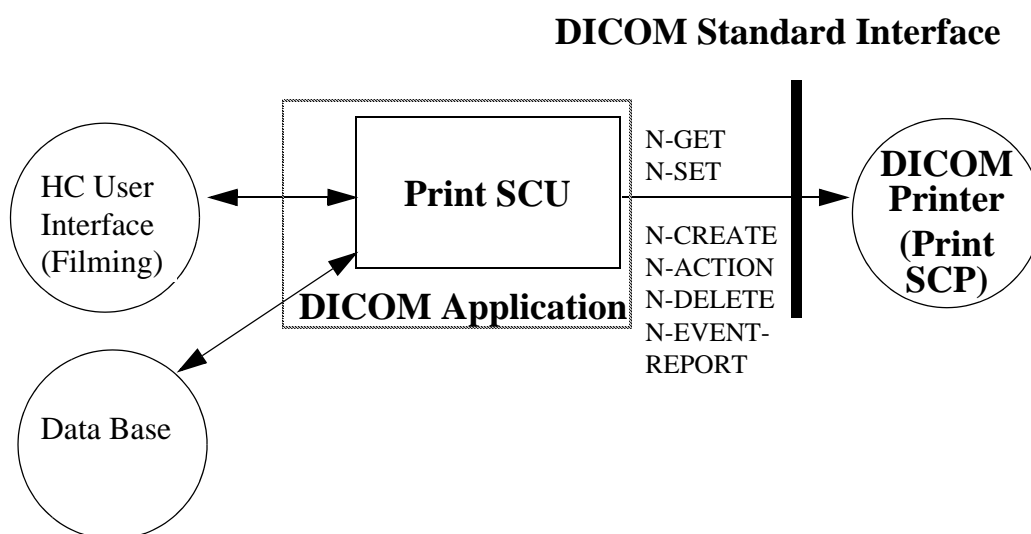 DICOM Standard Interface
HC User
Interface
(Filming)
Print SCU
DICOM Application
N-GET
N-SET
N-CREATE
N-ACTION
N-DELETE
N-EVENT-
REPORT
DICOM
Printer
(Print
SCP)
Data Base